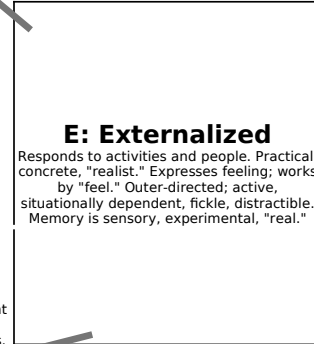 E: Externalized
Responds to activities and people. Practical,
concrete, "realist." Expresses feeling; works
by "feel." Outer-directed; active,
situationally dependent, fickle, distractible.
Memory is sensory, experimental, "real."